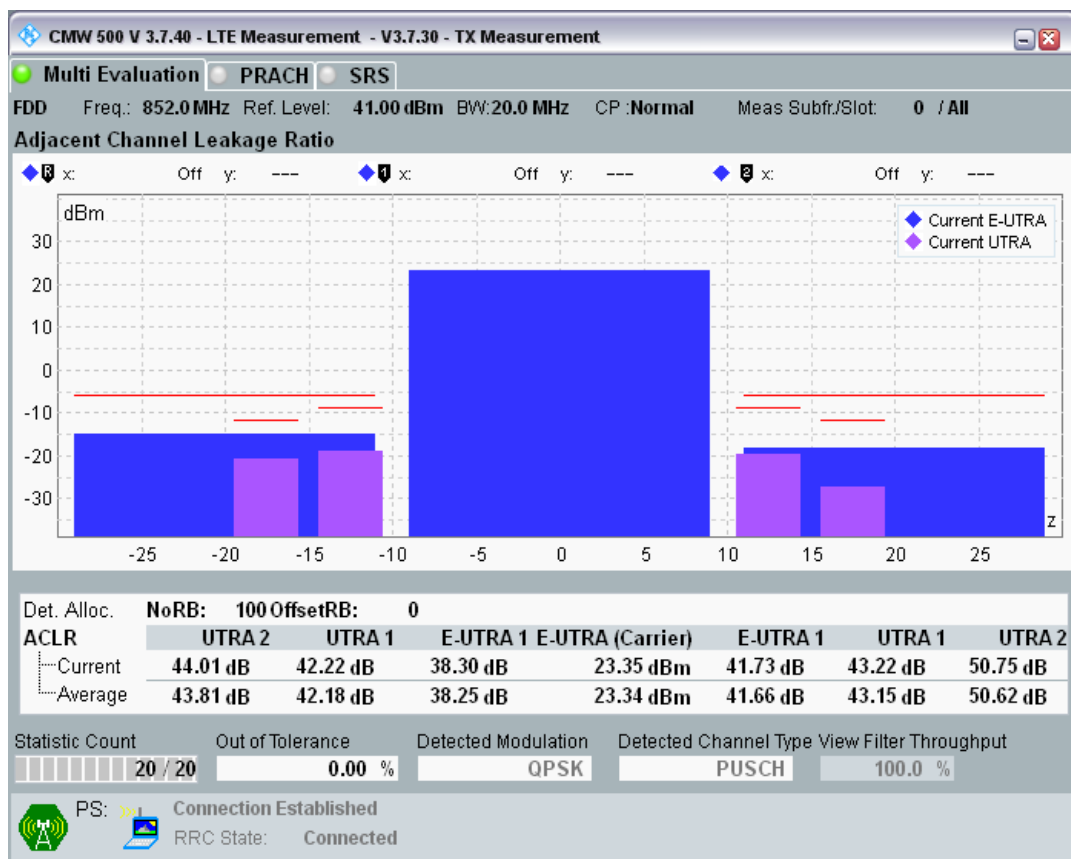 CMW 500 V 3.7.40 - LTE Measurement - V3.7.30 - TX Measurement
Multi Evaluation PRACH SRS
FDD Freq.: 852.0 MHz Ref. Level: 41.00 dBm BW:20.0 MHz CP :Normal Meas Subfr./Slot: 0 / All
Adjacent Channel Leakage Ratio
R x: Off y: --- 1 x: Off y: --- 2 x: Off y: ---
dBm
Current E-UTRA
Current UTRA
30
20
10
0
-10
-20
-30
z
-25 -20 -15 -10 -5 0 5 10 15 20 25
Det. Alloc. NoRB: 100 OffsetRB: 0
ACLR UTRA 2 UTRA 1 E-UTRA 1 E-UTRA (Carrier) E-UTRA 1 UTRA 1 UTRA 2
Current 44.01 dB 42.22 dB 38.30 dB 23.35 dBm 41.73 dB 43.22 dB 50.75 dB
Average 43.81 dB 42.18 dB 38.25 dB 23.34 dBm 41.66 dB 43.15 dB 50.62 dB
Statistic Count Out of Tolerance Detected Modulation Detected Channel Type View Filter Throughput
20 / 20 0.00 % QPSK PUSCH 100.0 %
PS: Connection Established
RRC State: Connected